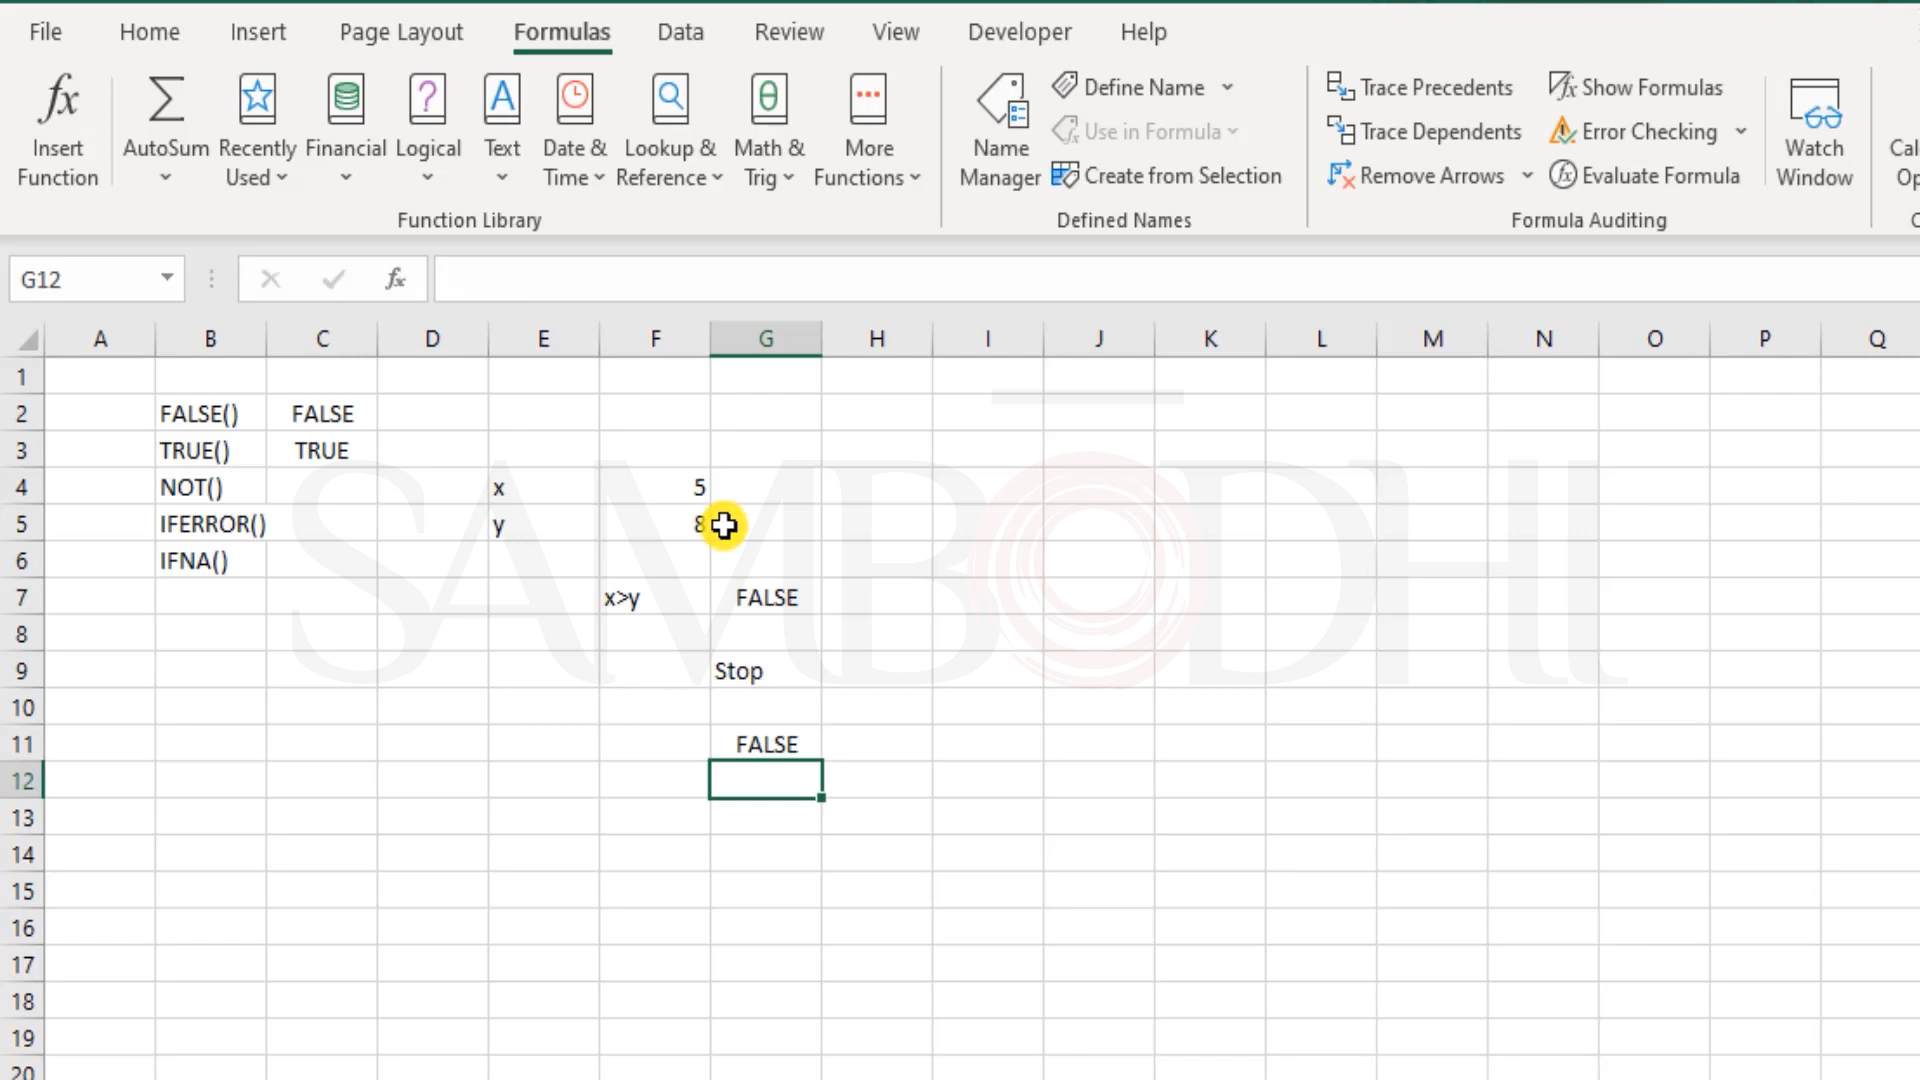 File Home Insert Page Layout Formulas Data Review View Developer Help
Insert Function
AutoSum
Recently Used
Financial
Logical
Text
Date & Time
Lookup & Reference
Math & Trig
More Functions
Function Library
Name Manager
Define Name
Use in Formula
Create from Selection
Defined Names
Trace Precedents
Trace Dependents
Remove Arrows
Show Formulas
Error Checking
Evaluate Formula
Formula Auditing
Watch Window
G12
fx
A B C D E F G H I J K L M N O P Q
1
2 FALSE() FALSE
3 TRUE() TRUE
4 NOT() x 5
5 IFERROR() y 8
6 IFNA()
7 x>y FALSE
8
9 Stop
10
11 FALSE
12
13
14
15
16
17
18
19
20
SAMBODHI